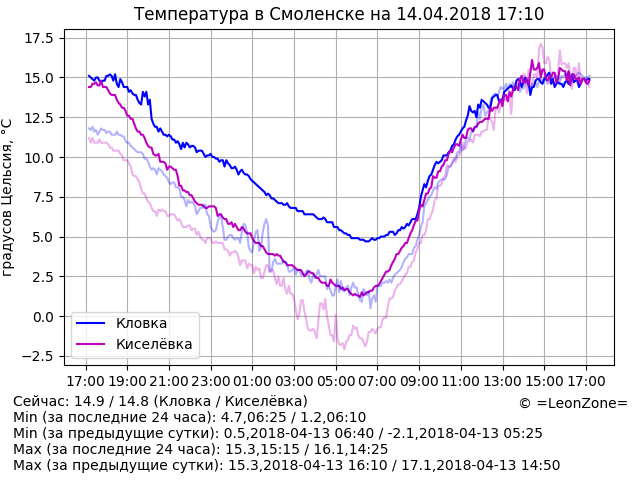 Температура в Смоленске на 14.04.2018 17:10
градусов Цельсия, °C
17.5
15.0
12.5
10.0
7.5
5.0
2.5
0.0
−2.5
Кловка
Киселёвка
17:00 19:00 21:00 23:00 01:00 03:00 05:00 07:00 09:00 11:00 13:00 15:00 17:00
Сейчас: 14.9 / 14.8 (Кловка / Киселёвка)
© =LeonZone=
Min (за последние 24 часа): 4.7,06:25 / 1.2,06:10
Min (за предыдущие сутки): 0.5,2018-04-13 06:40 / -2.1,2018-04-13 05:25
Max (за последние 24 часа): 15.3,15:15 / 16.1,14:25
Max (за предыдущие сутки): 15.3,2018-04-13 16:10 / 17.1,2018-04-13 14:50